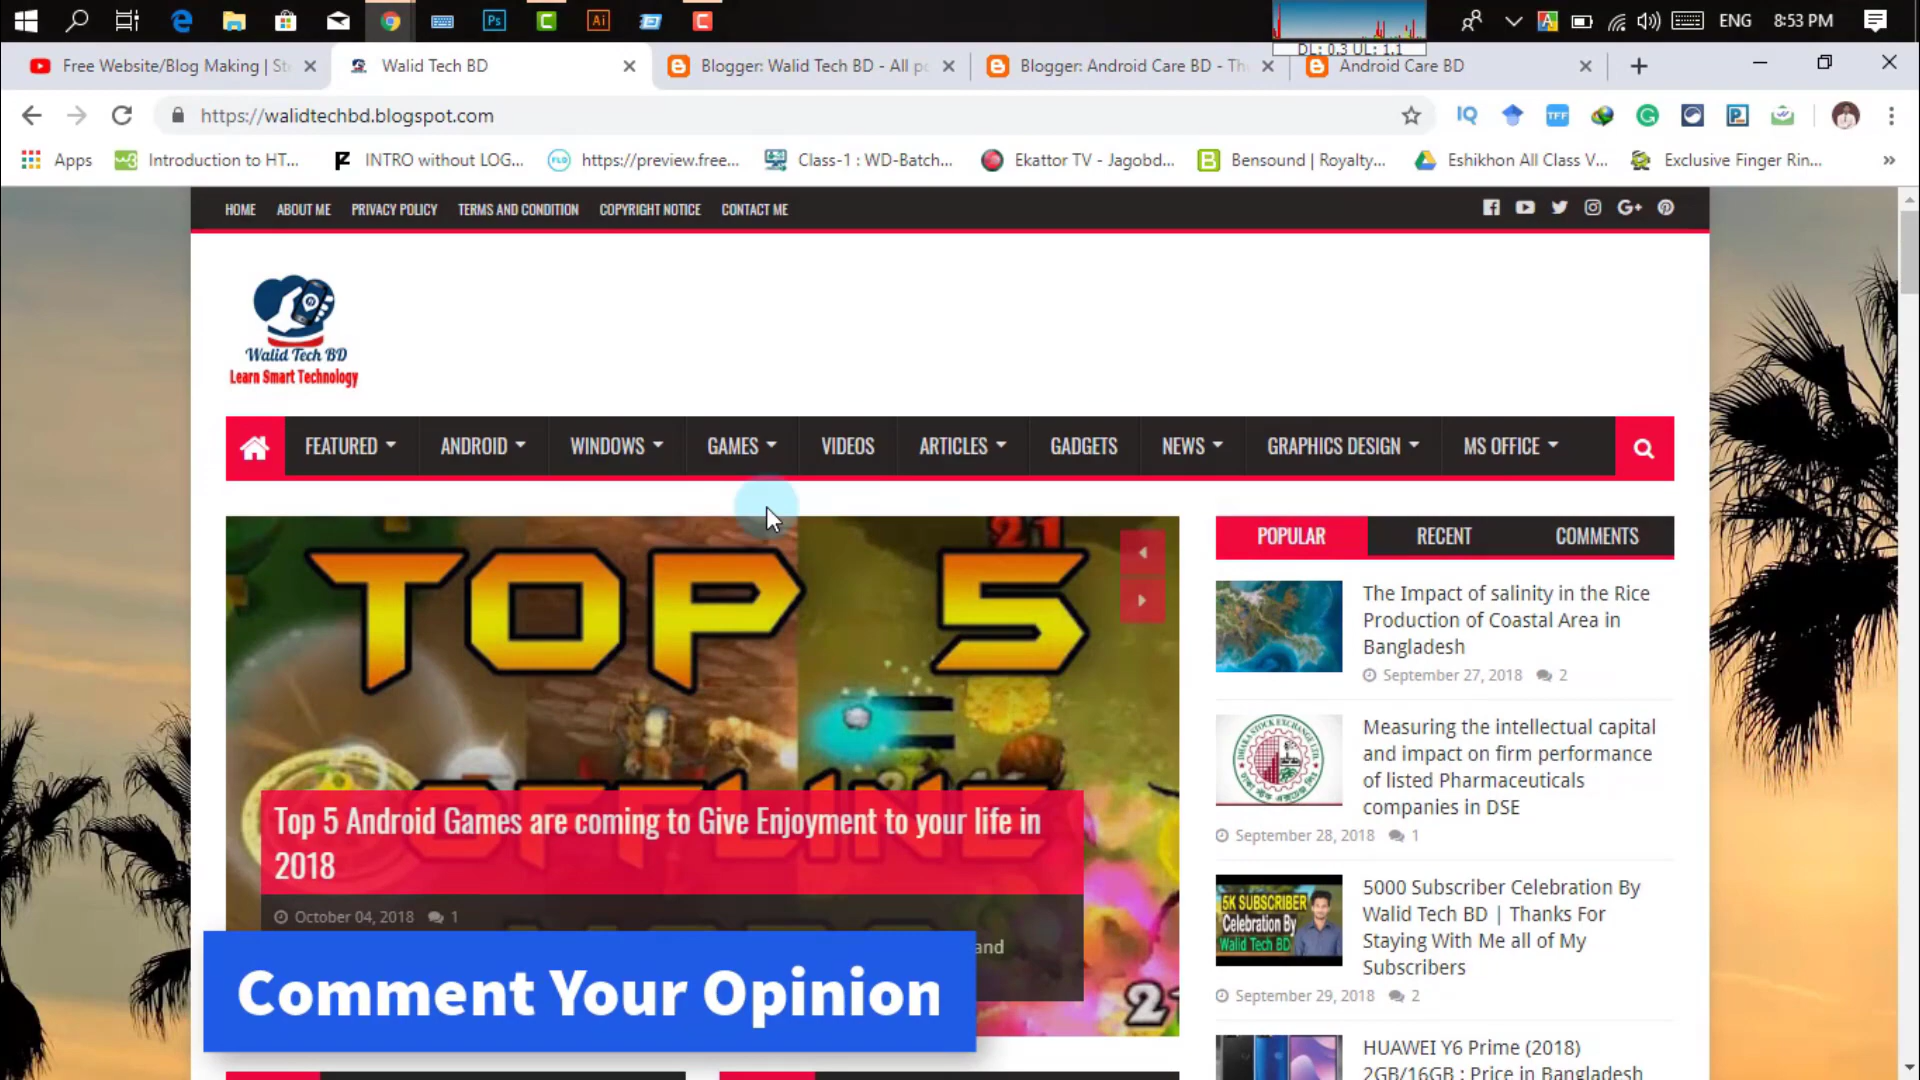 DL: 0.3 UL: 1.1
ENG 8:53 PM
Free Website/Blog Making | St
Walid Tech BD
Blogger: Walid Tech BD - All po
Blogger: Android Care BD - Th
Android Care BD
https://walidtechbd.blogspot.com
Apps
Introduction to HT...
INTRO without LOG...
https://preview.free...
Class-1 : WD-Batch...
Ekattor TV - Jagobd...
Bensound | Royalty...
Eshikhon All Class V...
Exclusive Finger Rin...
HOME ABOUT ME PRIVACY POLICY TERMS AND CONDITION COPYRIGHT NOTICE CONTACT ME
Walid Tech BD
Learn Smart Technology
FEATURED ANDROID WINDOWS GAMES VIDEOS ARTICLES GADGETS NEWS GRAPHICS DESIGN MS OFFICE
TOP 5
OFFLINE
Top 5 Android Games are coming to Give Enjoyment to your life in
2018
October 04, 2018 1
and
Comment Your Opinion
POPULAR RECENT COMMENTS
The Impact of salinity in the Rice
Production of Coastal Area in
Bangladesh
September 27, 2018 2
Measuring the intellectual capital
and impact on firm performance
of listed Pharmaceuticals
companies in DSE
September 28, 2018 1
5K SUBSCRIBER
Celebration By
Walid Tech BD
5000 Subscriber Celebration By
Walid Tech BD | Thanks For
Staying With Me all of My
Subscribers
September 29, 2018 2
HUAWEI Y6 Prime (2018)
2GB/16GB : Price in Bangladesh